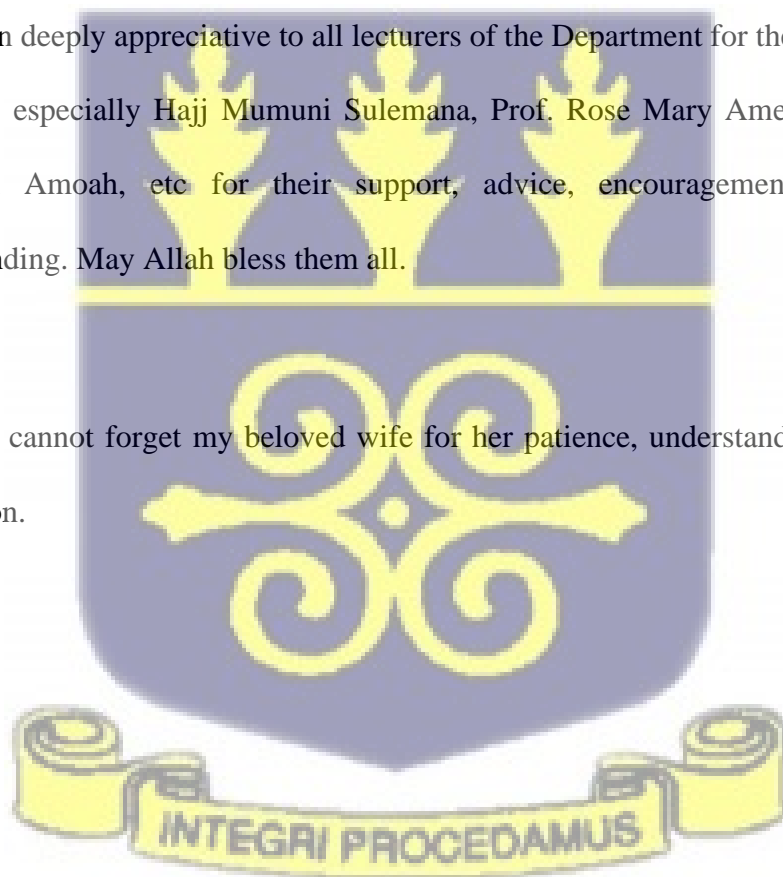 n deeply appreciative to all lecturers of the Department for the
especially Hajj Mumuni Sulemana, Prof. Rose Mary Ame
Amoah, etc for their support, advice, encouragemen
nding. May Allah bless them all.
cannot forget my beloved wife for her patience, understand
on.
INTEGRI PROCEDAMUS